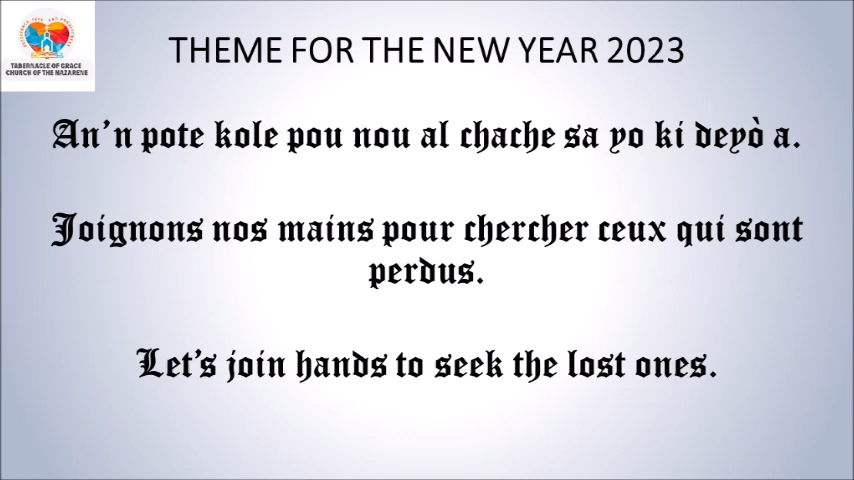 TABERNACLE OF GRACE
CHURCH OF THE NAZARENE
THEME FOR THE NEW YEAR 2023
An'n pote kole pou nou al chache sa yo ki deyò a.
Joignons nos mains pour chercher ceux qui sont
perdus.
Let's join hands to seek the lost ones.